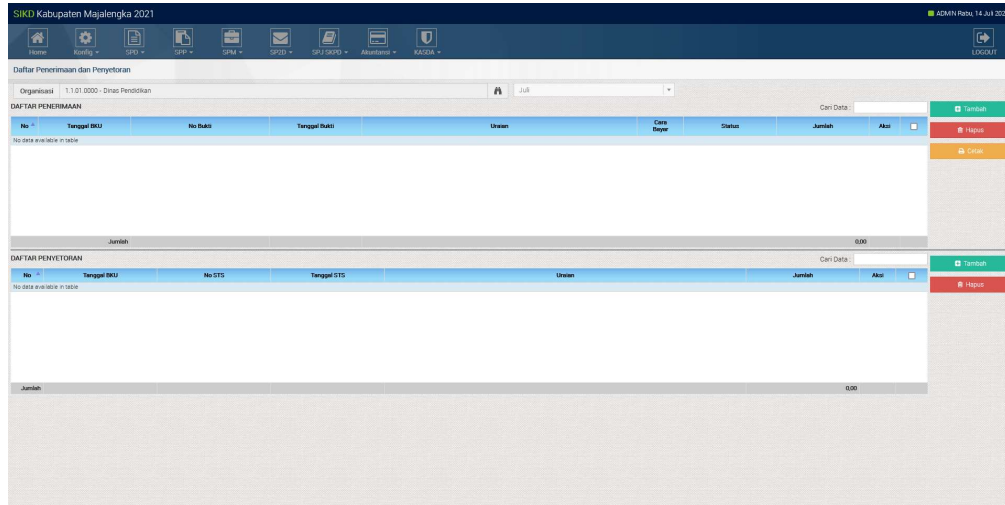 SIKD Kabupaten Majalengka 2021 ADMIN Rabu, 14 Juli 202
Home Konfig SPD SPP SPM SP2D SPJ SKPD Akuntansi KASDA LOGOUT
Daftar Penerimaan dan Penyetoran
Organisasi 1.1.01.0000 - Dinas Pendidikan Juli
DAFTAR PENERIMAAN Cari Data : Tambah
No Tanggal BKU No Bukti Tanggal Bukti Uraian Cara Bayar Status Jumlah Aksi Hapus
No data available in table
Cetak
Jumlah 0,00
DAFTAR PENYETORAN Cari Data : Tambah
No Tanggal BKU No STS Tanggal STS Uraian Jumlah Aksi
No data available in table Hapus
Jumlah 0,00